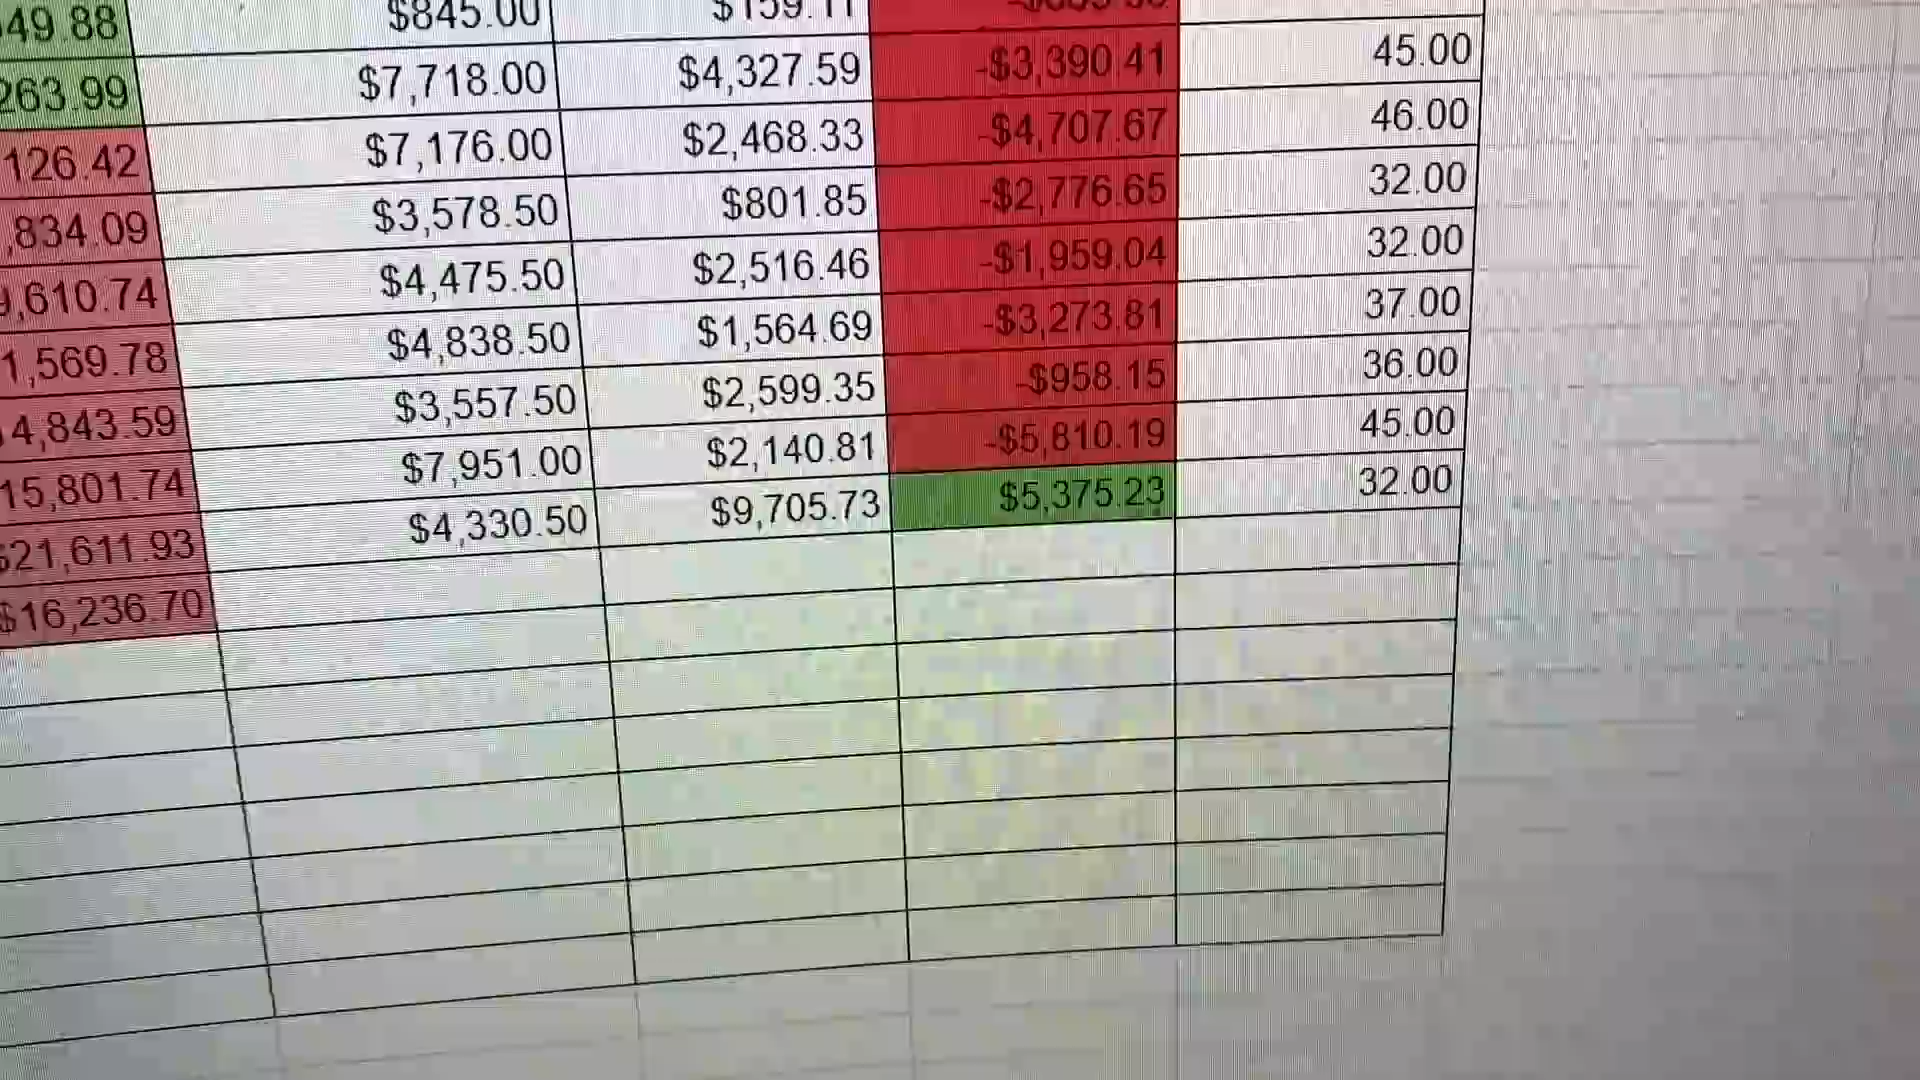 49.88
263.99 $845.00 $159.11
126.42 $7,718.00 $4,327.59 -$3,390.41 45.00
,834.09 $7,176.00 $2,468.33 -$4,707.67 46.00
9,610.74 $3,578.50 $801.85 -$2,776.65 32.00
1,569.78 $4,475.50 $2,516.46 -$1,959.04 32.00
14,843.59 $4,838.50 $1,564.69 -$3,273.81 37.00
15,801.74 $3,557.50 $2,599.35 -$958.15 36.00
$21,611.93 $7,951.00 $2,140.81 -$5,810.19 45.00
$16,236.70 $4,330.50 $9,705.73 $5,375.23 32.00